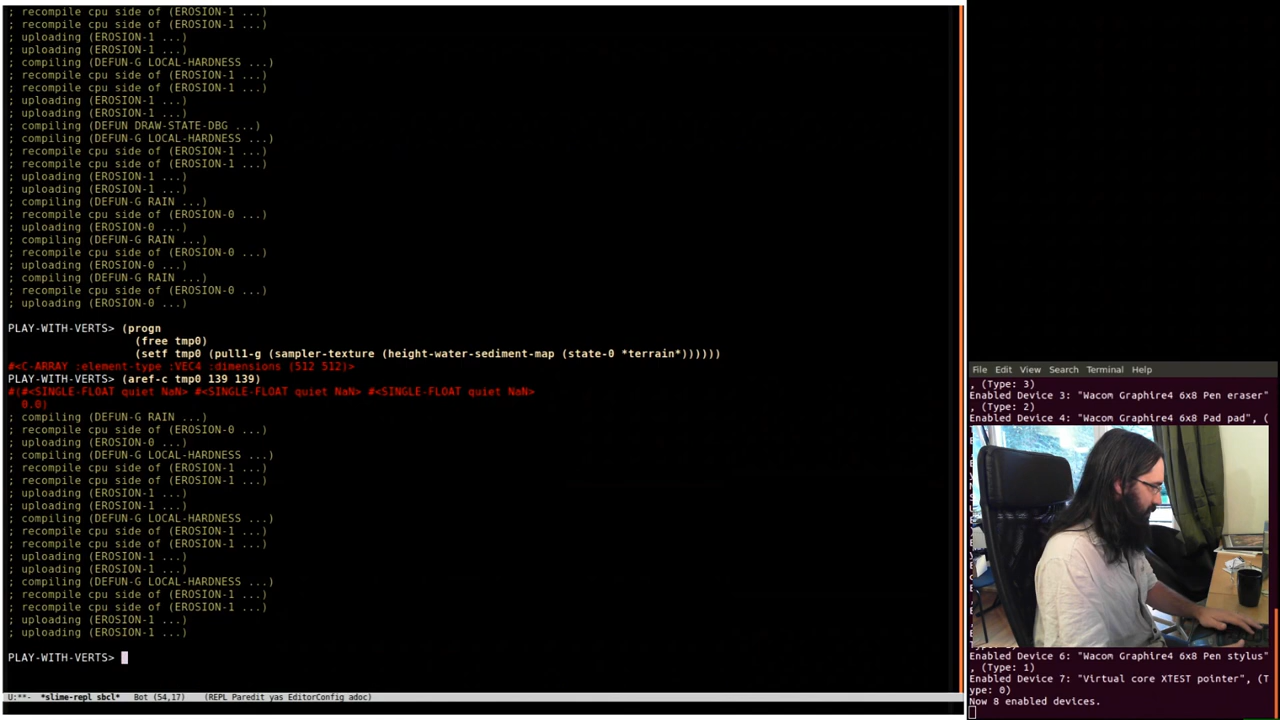 ; recompile cpu side of (EROSION-1 ...)
; recompile cpu side of (EROSION-1 ...)
; uploading (EROSION-1 ...)
; uploading (EROSION-1 ...)
; compiling (DEFUN-G LOCAL-HARDNESS ...)
; recompile cpu side of (EROSION-1 ...)
; recompile cpu side of (EROSION-1 ...)
; uploading (EROSION-1 ...)
; uploading (EROSION-1 ...)
; compiling (DEFUN DRAW-STATE-DBG ...)
; compiling (DEFUN-G LOCAL-HARDNESS ...)
; recompile cpu side of (EROSION-1 ...)
; recompile cpu side of (EROSION-1 ...)
; uploading (EROSION-1 ...)
; uploading (EROSION-1 ...)
; compiling (DEFUN-G RAIN ...)
; recompile cpu side of (EROSION-0 ...)
; uploading (EROSION-0 ...)
; compiling (DEFUN-G RAIN ...)
; recompile cpu side of (EROSION-0 ...)
; uploading (EROSION-0 ...)
; compiling (DEFUN-G RAIN ...)
; recompile cpu side of (EROSION-0 ...)
; uploading (EROSION-0 ...)
PLAY-WITH-VERTS> (progn
(free tmp0)
(setf tmp0 (pull1-g (sampler-texture (height-water-sediment-map (state-0 *terrain*))))))
#<C-ARRAY :element-type :VEC4 :dimensions (512 512)>
PLAY-WITH-VERTS> (aref-c tmp0 139 139)
#(#<SINGLE-FLOAT quiet NaN> #<SINGLE-FLOAT quiet NaN> #<SINGLE-FLOAT quiet NaN>
0.0)
; compiling (DEFUN-G RAIN ...)
; recompile cpu side of (EROSION-0 ...)
; uploading (EROSION-0 ...)
; compiling (DEFUN-G LOCAL-HARDNESS ...)
; recompile cpu side of (EROSION-1 ...)
; recompile cpu side of (EROSION-1 ...)
; uploading (EROSION-1 ...)
; uploading (EROSION-1 ...)
; compiling (DEFUN-G LOCAL-HARDNESS ...)
; recompile cpu side of (EROSION-1 ...)
; recompile cpu side of (EROSION-1 ...)
; uploading (EROSION-1 ...)
; uploading (EROSION-1 ...)
; compiling (DEFUN-G LOCAL-HARDNESS ...)
; recompile cpu side of (EROSION-1 ...)
; recompile cpu side of (EROSION-1 ...)
; uploading (EROSION-1 ...)
; uploading (EROSION-1 ...)
PLAY-WITH-VERTS>
U:**- *slime-repl sbcl* Bot (54,17) (REPL Paredit yas EditorConfig adoc)
File Edit View Search Terminal Help
, (Type: 3)
Enabled Device 3: "Wacom Graphire4 6x8 Pen eraser"
, (Type: 2)
Enabled Device 4: "Wacom Graphire4 6x8 Pad pad", (
Enabled Device 6: "Wacom Graphire4 6x8 Pen stylus"
, (Type: 1)
Enabled Device 7: "Virtual core XTEST pointer", (T
ype: 0)
Now 8 enabled devices.